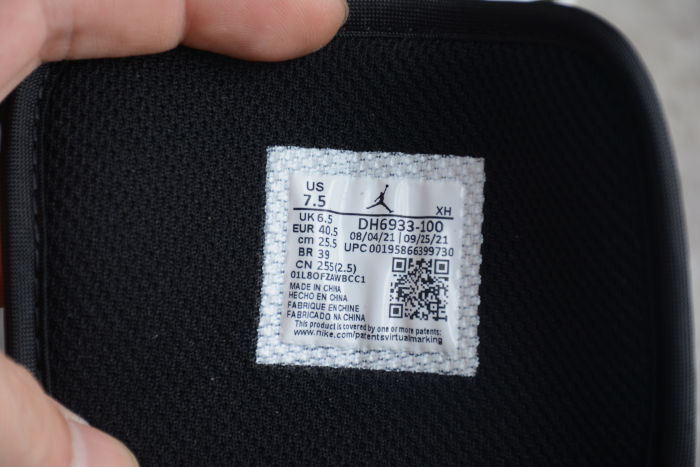 US
7.5
XH
UK 6.5
DH6933-100
EUR 40.5
08/04/21 | 09/25/21
cm 25.5
UPC 00195866399730
BR 39
CN 255(2.5)
01L8OFZAWBCC1
MADE IN CHINA
HECHO EN CHINA
FABRIQUE EN CHINE
FABRICADO NA CHINA
This product is covered by one or more patents:
www.nike.com/patentsvirtualmarking